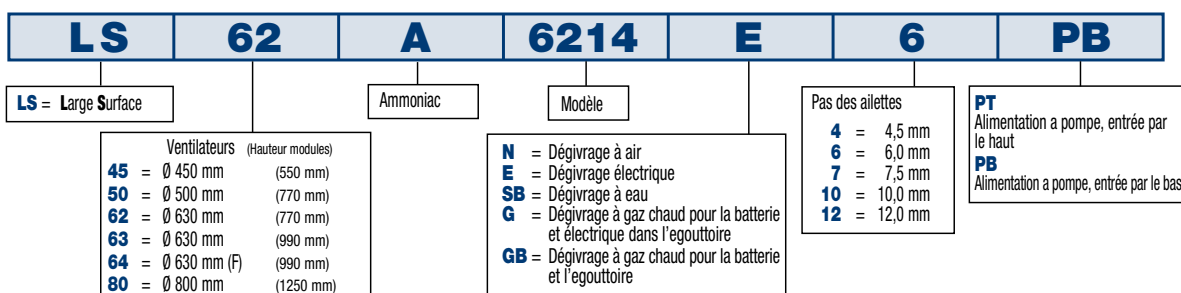 LS 62 A 6214 E 6 PB
LS = Large Surface
Ventilateurs (Hauteur modules)
45 = Ø 450 mm (550 mm)
50 = Ø 500 mm (770 mm)
62 = Ø 630 mm (770 mm)
63 = Ø 630 mm (990 mm)
64 = Ø 630 mm (F) (990 mm)
80 = Ø 800 mm (1250 mm)
Ammoniac
Modèle
N = Dégivrage à air
E = Dégivrage électrique
SB = Dégivrage à eau
G = Dégivrage à gaz chaud pour la batterie
et électrique dans l'egouttoire
GB = Dégivrage à gaz chaud pour la batterie
et l'egouttoire
Pas des ailettes
4 = 4,5 mm
6 = 6,0 mm
7 = 7,5 mm
10 = 10,0 mm
12 = 12,0 mm
PT
Alimentation a pompe, entrée par
le haut
PB
Alimentation a pompe, entrée par le bas